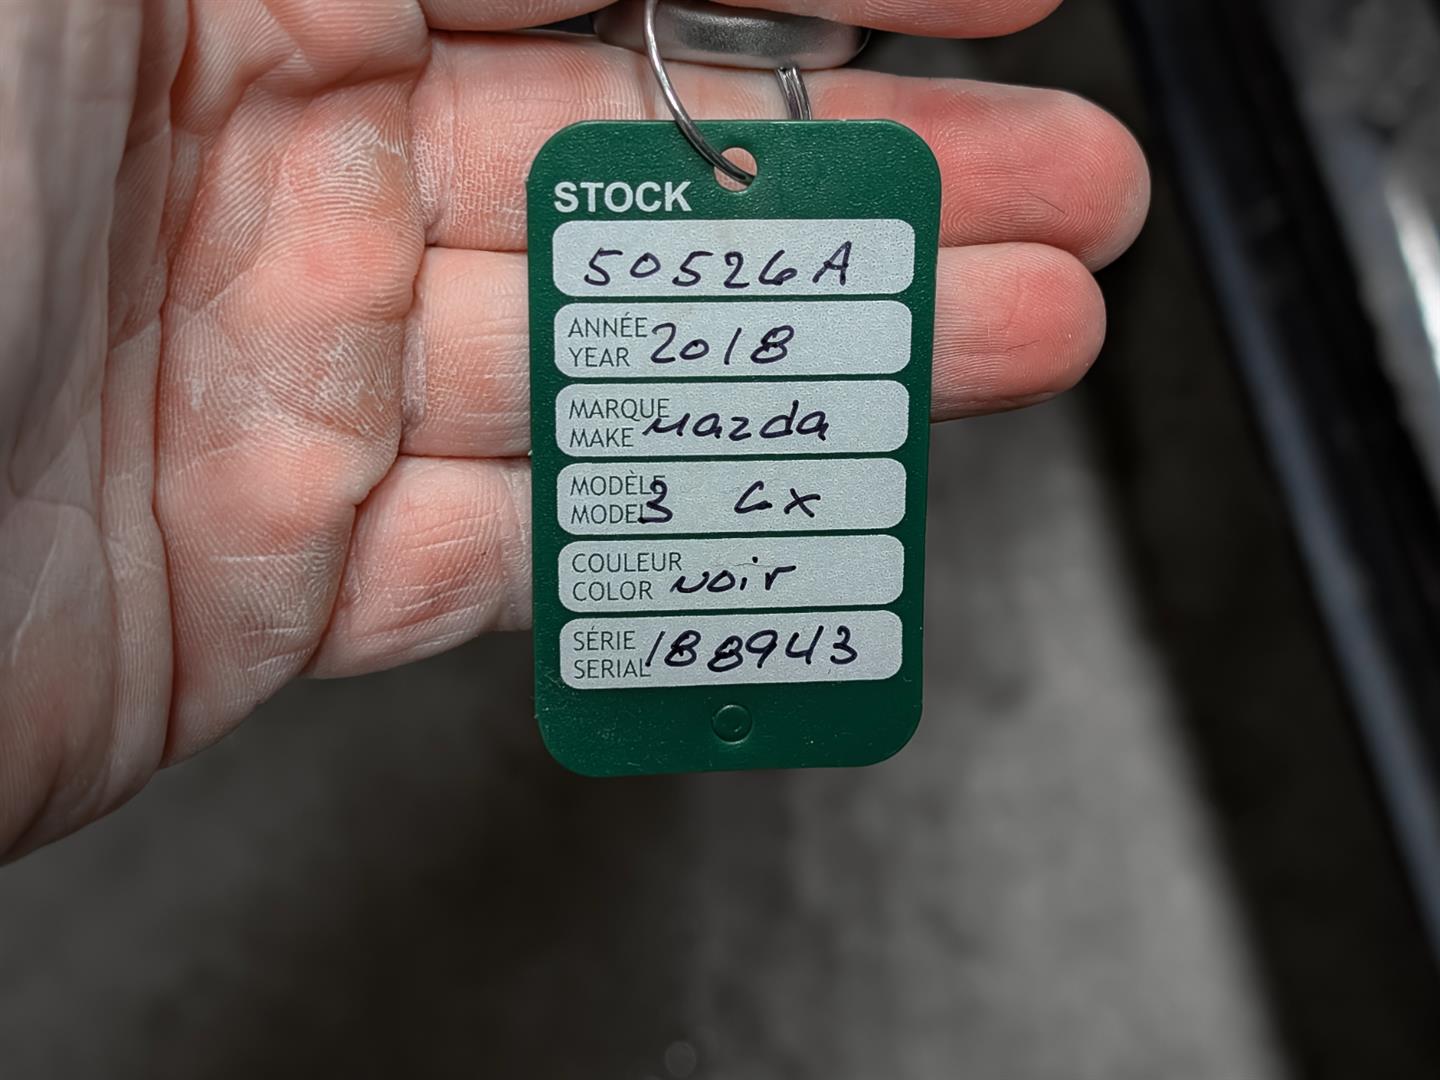 STOCK
50526A
ANNÉE
YEAR 2018
MARQUE
MAKE Mazda
MODÈLE
MODEL 3 GX
COULEUR
COLOR Noir
SÉRIE
SERIAL 188943